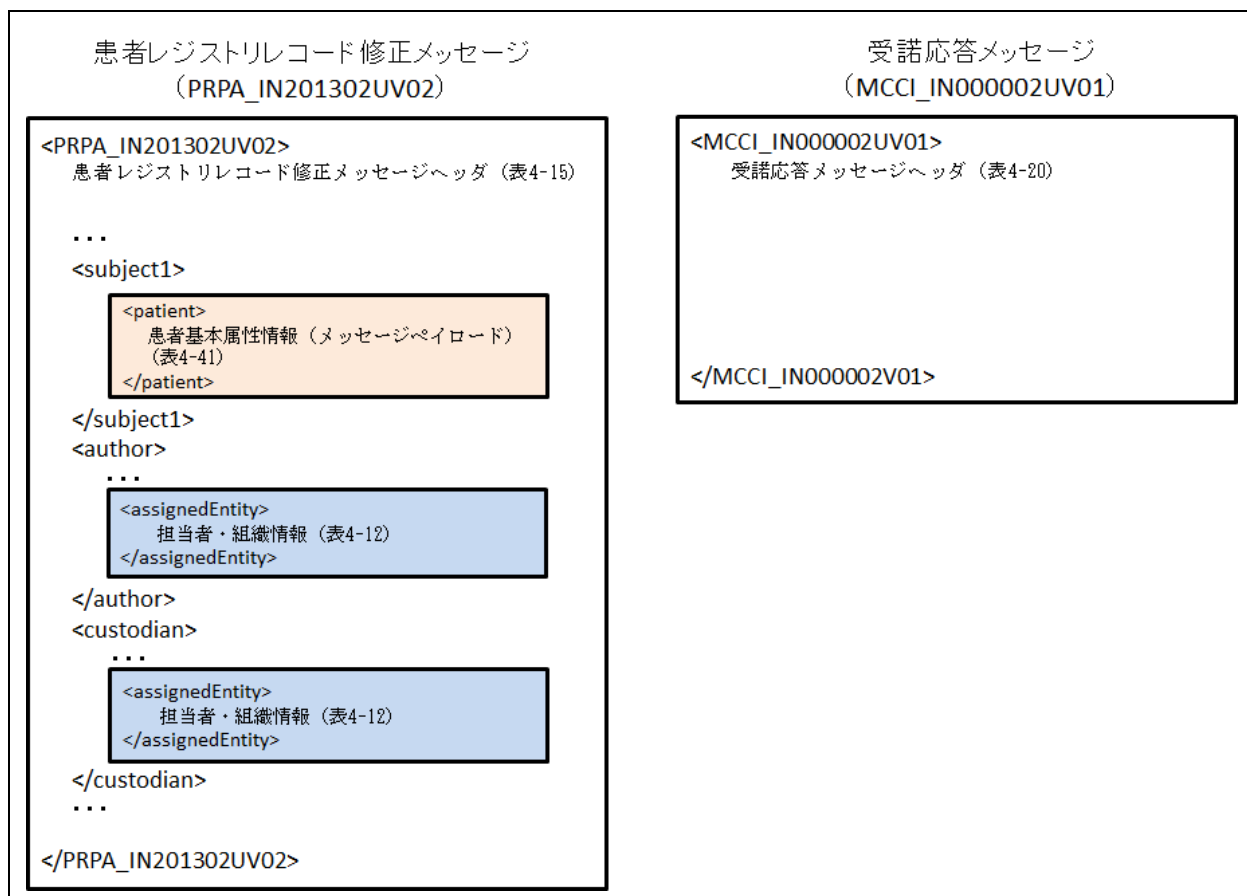 患者レジストリレコード修正メッセージ
（PRPA_IN201302UV02）
<PRPA_IN201302UV02>
患者レジストリレコード修正メッセージヘッダ（表4-15）
・・・
<subject1>
<patient>
患者基本属性情報（メッセージペイロード）
（表4-41）
</patient>
</subject1>
<author>
・・・
<assignedEntity>
担当者・組織情報（表4-12）
</assignedEntity>
</author>
<custodian>
・・・
<assignedEntity>
担当者・組織情報（表4-12）
</assignedEntity>
</custodian>
・・・
</PRPA_IN201302UV02>
受諾応答メッセージ
（MCCI_IN000002UV01）
<MCCI_IN000002UV01>
受諾応答メッセージヘッダ（表4-20）
</MCCI_IN000002V01>